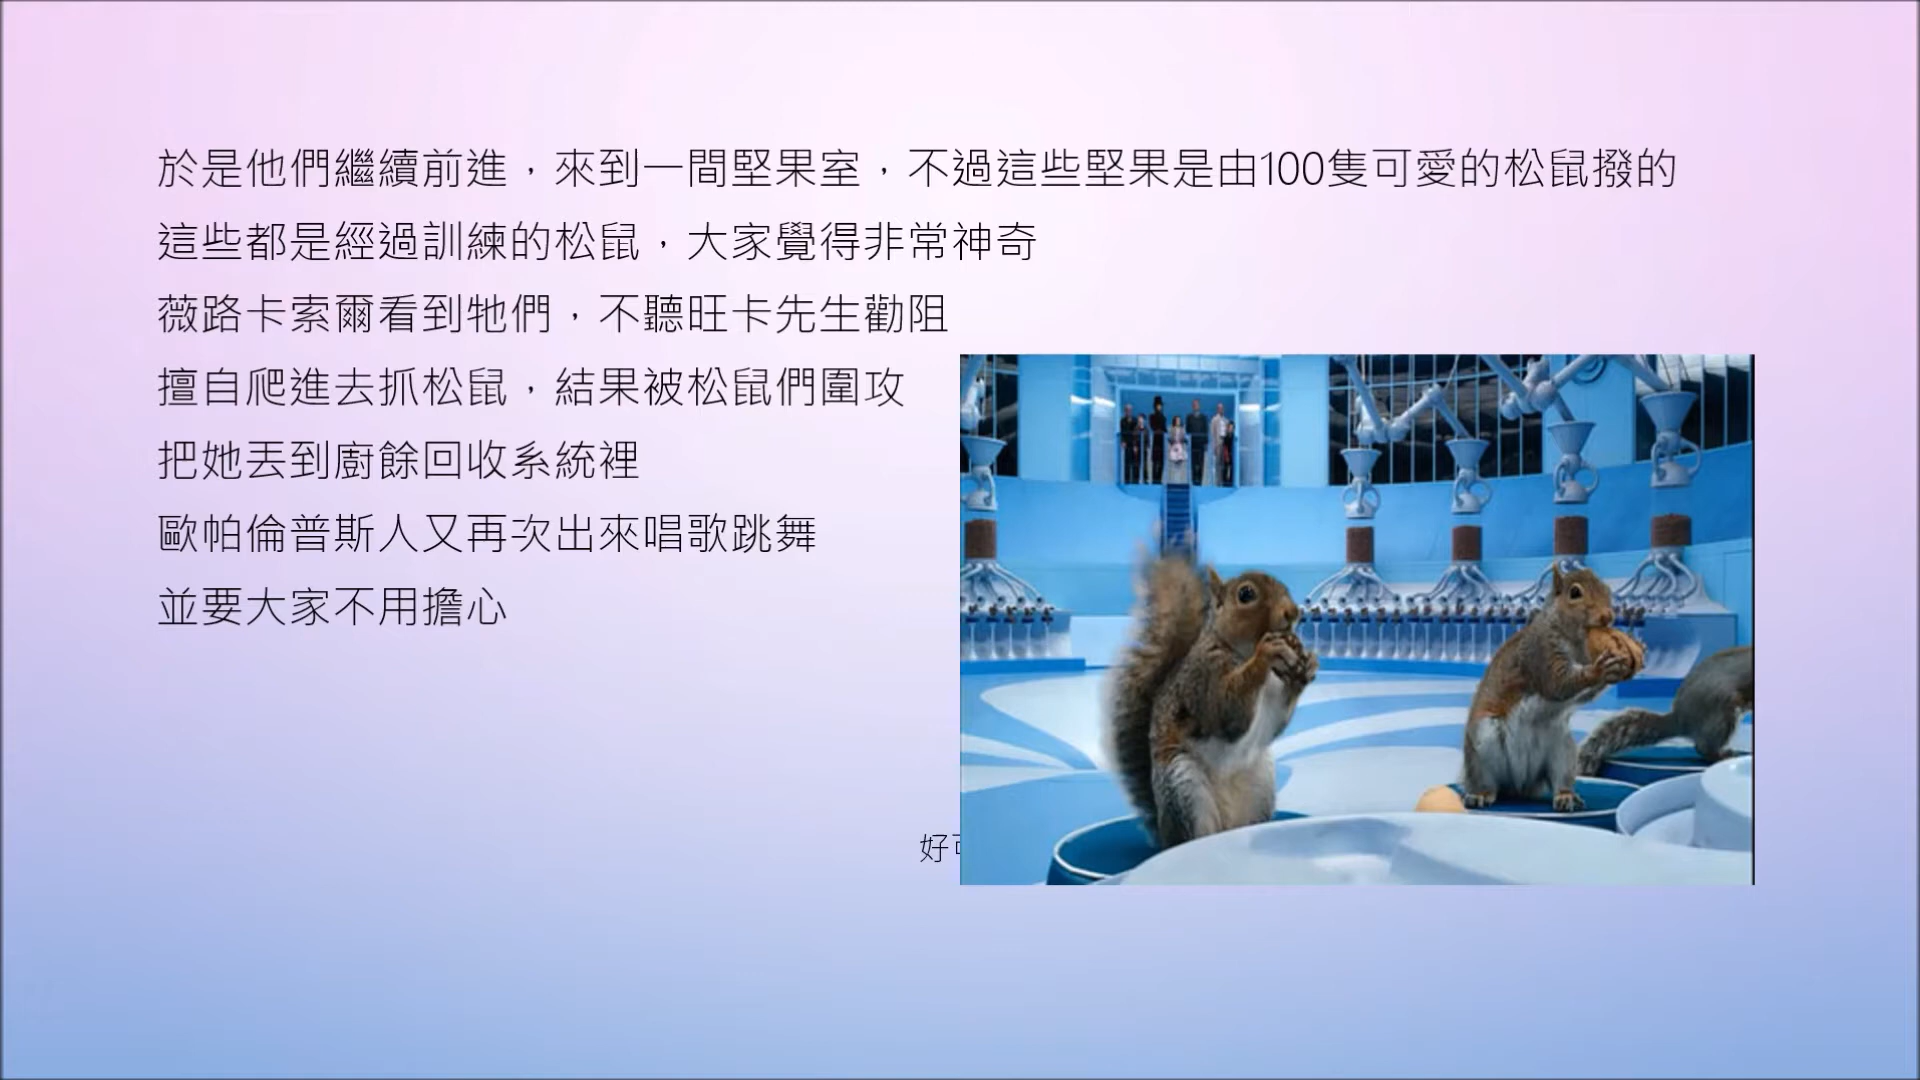 於是他們繼續前進，來到一間堅果室，不過這些堅果是由100隻可愛的松鼠撥的
這些都是經過訓練的松鼠，大家覺得非常神奇
薇路卡索爾看到牠們，不聽旺卡先生勸阻
擅自爬進去抓松鼠，結果被松鼠們圍攻
把她丟到廚餘回收系統裡
歐帕倫普斯人又再次出來唱歌跳舞
並要大家不用擔心
好